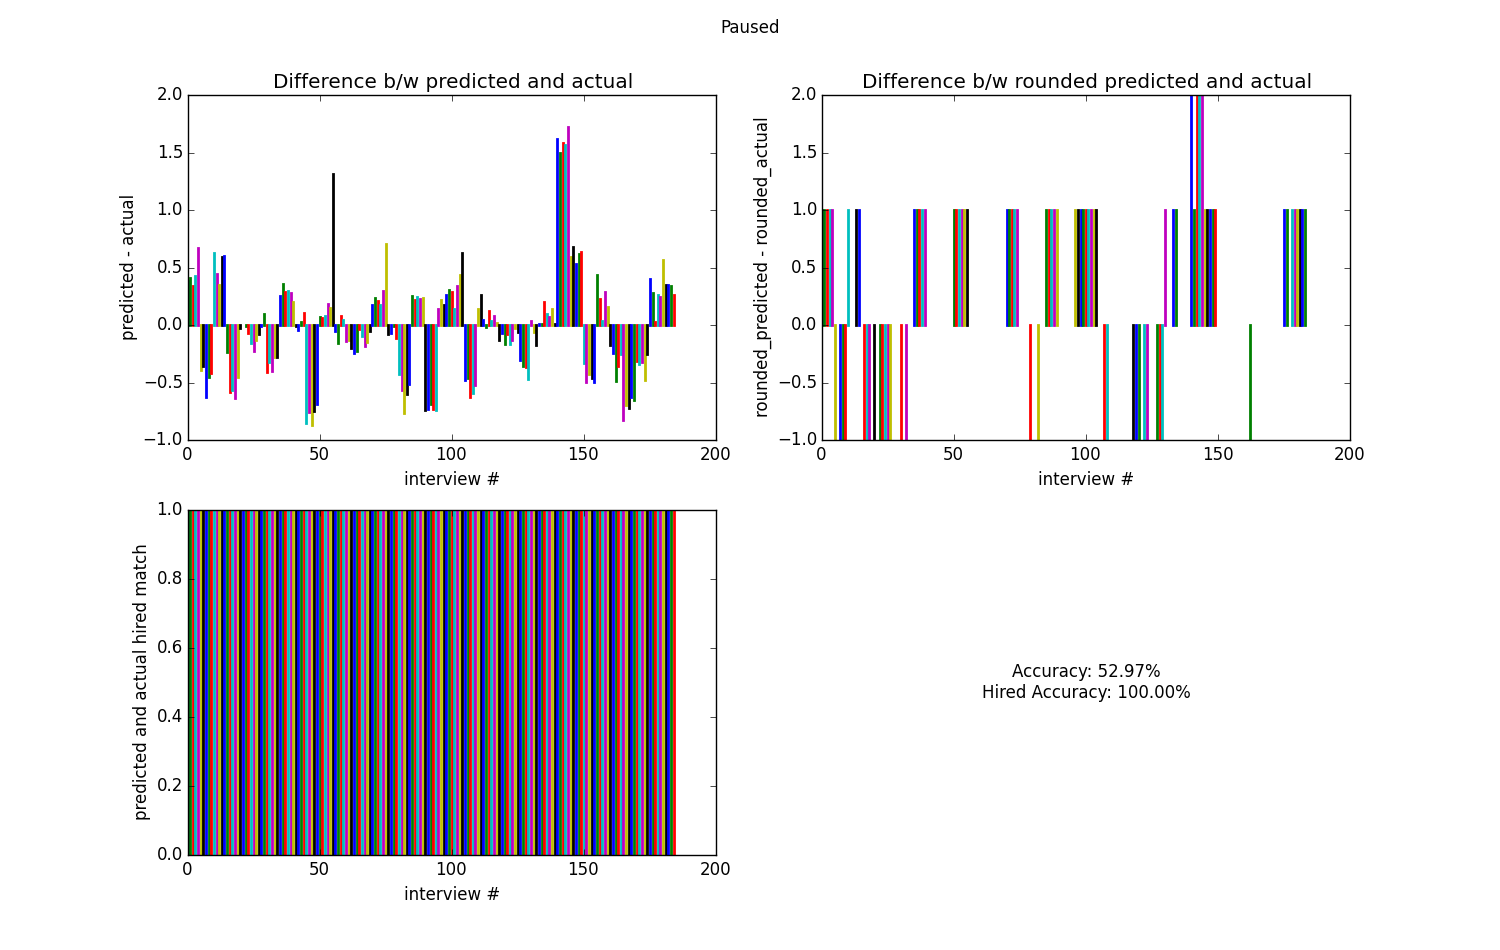 Paused
Difference b/w predicted and actual
2.0
1.5
1.0
0.5
0.0
−0.5
−1.0
predicted - actual
0 50 100 150 200
interview #
Difference b/w rounded predicted and actual
2.0
1.5
1.0
0.5
0.0
−0.5
−1.0
rounded_predicted - rounded_actual
0 50 100 150 200
interview #
1.0
0.8
0.6
0.4
0.2
0.0
predicted and actual hired match
0 50 100 150 200
interview #
Accuracy: 52.97%
Hired Accuracy: 100.00%